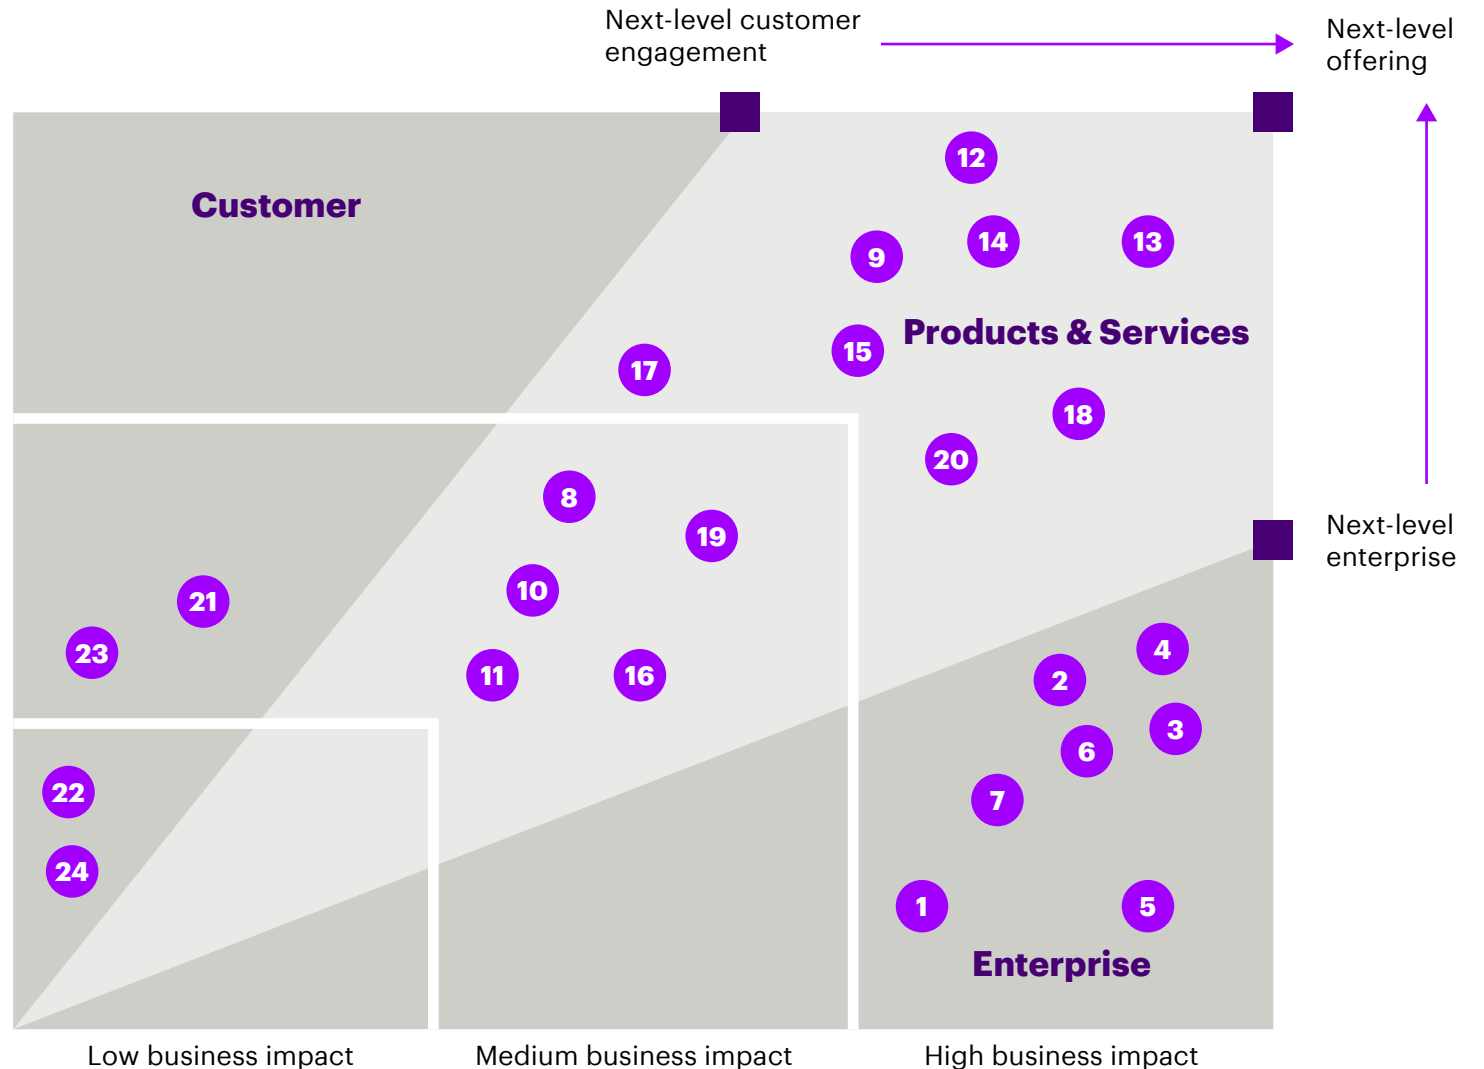 Next-level customer
engagement
Next-level
offering
Customer
12
9
14
13
Products & Services
15
17
18
20
8
19
Next-level
enterprise
10
21
23
11
16
4
2
3
6
22
7
24
1
5
Enterprise
Low business impact
Medium business impact
High business impact